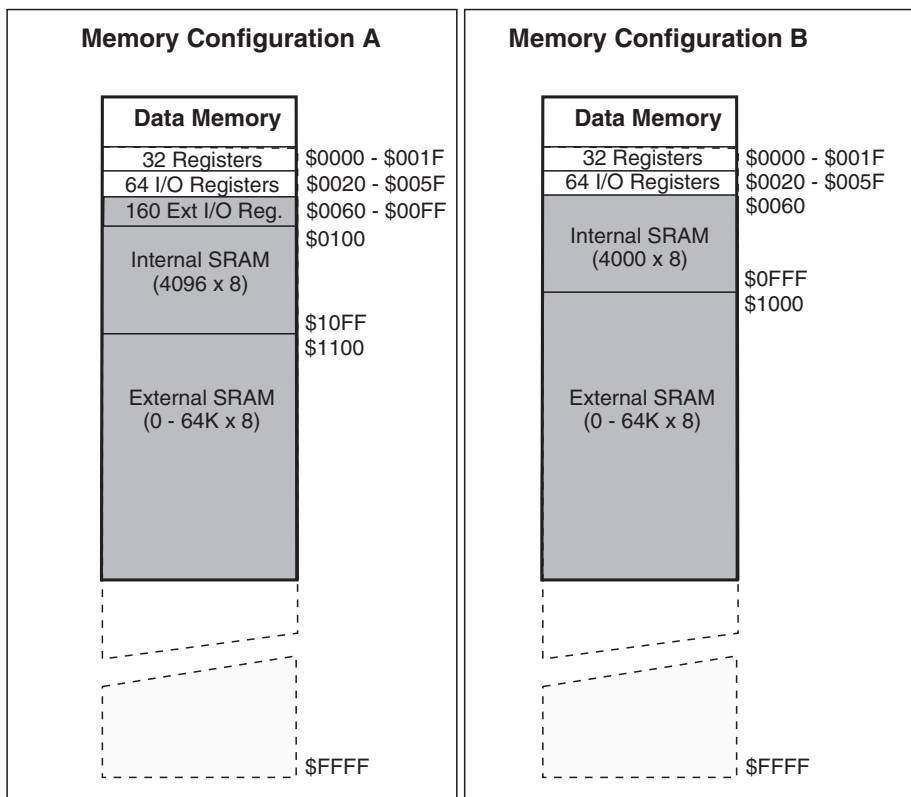 Memory Configuration A
Data Memory
32 Registers
$0000 - $001F
64 I/O Registers
$0020 - $005F
160 Ext I/O Reg.
$0060 - $00FF
$0100
Internal SRAM
(4096 x 8)
$10FF
$1100
External SRAM
(0 - 64K x 8)
$FFFF
Memory Configuration B
Data Memory
32 Registers
$0000 - $001F
64 I/O Registers
$0020 - $005F
$0060
Internal SRAM
(4000 x 8)
$0FFF
$1000
External SRAM
(0 - 64K x 8)
$FFFF